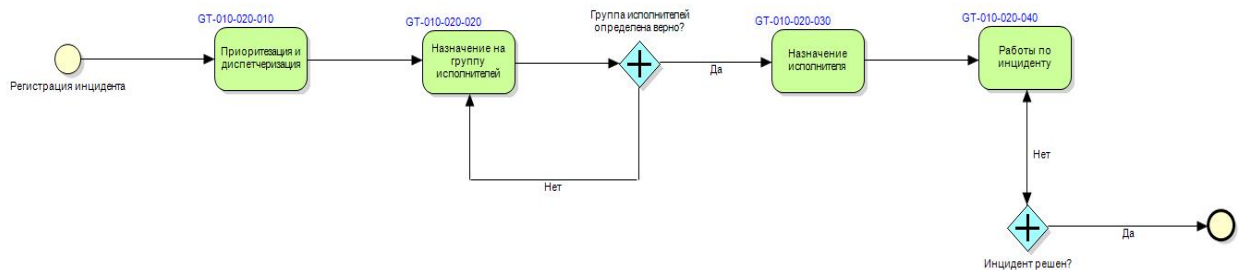 GT-010-020-010
Приоритезация и
диспетчеризация
Регистрация инцидента
GT-010-020-020
Назначение на
группу
исполнителей
Группа исполнителей
определена верно?
Да
Нет
GT-010-020-030
Назначение
исполнителя
GT-010-020-040
Работы по
инциденту
Нет
Да
Инцидент решен?